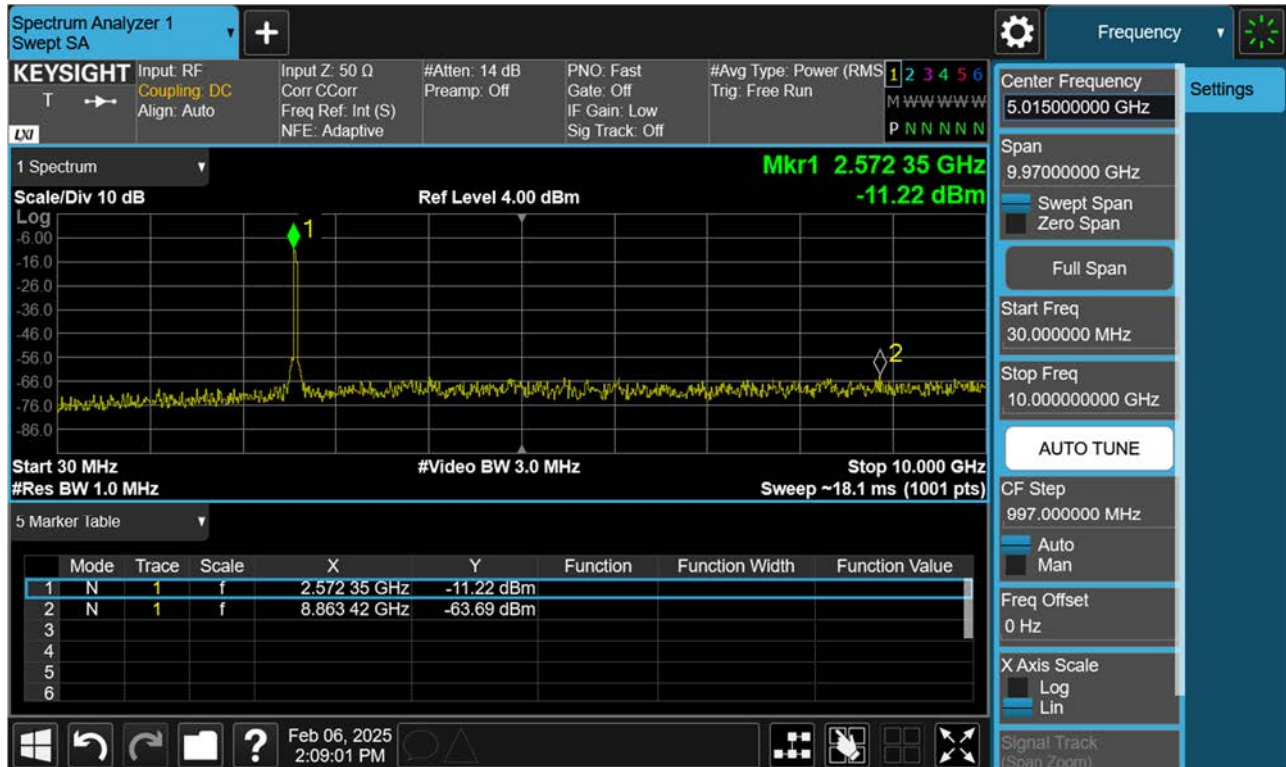 Spectrum Analyzer 1
Swept SA
Frequency
KEYSIGHT
T
LXI
Input: RF
Coupling: DC
Align: Auto
Input Z: 50 Ω
Corr CCorr
Freq Ref: Int (S)
NFE: Adaptive
#Atten: 14 dB
Preamp: Off
PNO: Fast
Gate: Off
IF Gain: Low
Sig Track: Off
#Avg Type: Power (RMS
Trig: Free Run
1 2 3 4 5 6
M W W W W W
P N N N N N
1 Spectrum
Mkr1 2.572 35 GHz
-11.22 dBm
Scale/Div 10 dB
Ref Level 4.00 dBm
Log
-6.00
-16.0
-26.0
-36.0
-46.0
-56.0
-66.0
-76.0
-86.0
1
2
Start 30 MHz
#Video BW 3.0 MHz
Stop 10.000 GHz
#Res BW 1.0 MHz
Sweep ~18.1 ms (1001 pts)
5 Marker Table
Mode Trace Scale X Y Function Function Width Function Value
1 N 1 f 2.572 35 GHz -11.22 dBm
2 N 1 f 8.863 42 GHz -63.69 dBm
3
4
5
6
?
Feb 06, 2025
2:09:01 PM
Center Frequency
5.015000000 GHz
Settings
Span
9.97000000 GHz
Swept Span
Zero Span
Full Span
Start Freq
30.000000 MHz
Stop Freq
10.000000000 GHz
AUTO TUNE
CF Step
997.000000 MHz
Auto
Man
Freq Offset
0 Hz
X Axis Scale
Log
Lin
Signal Track
(Span Zoom)